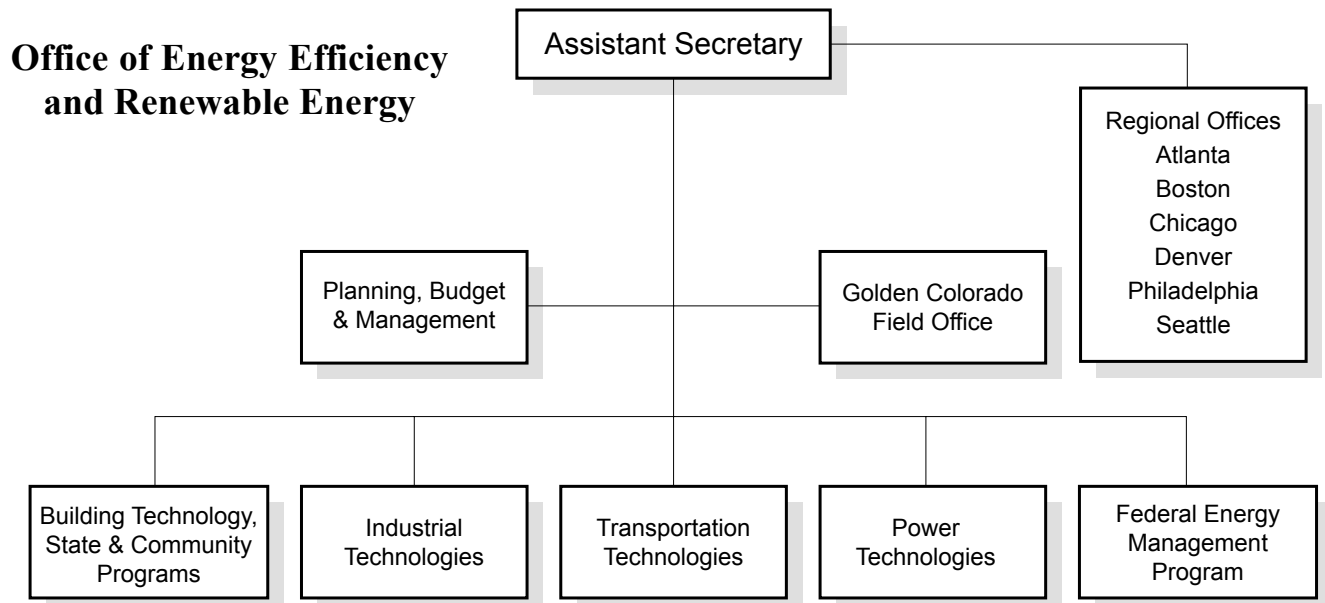 Office of Energy Efficiency
and Renewable Energy
Assistant Secretary
Regional Offices
Atlanta
Boston
Chicago
Denver
Philadelphia
Seattle
Planning, Budget
& Management
Golden Colorado
Field Office
Building Technology,
State & Community
Programs
Industrial
Technologies
Transportation
Technologies
Power
Technologies
Federal Energy
Management
Program